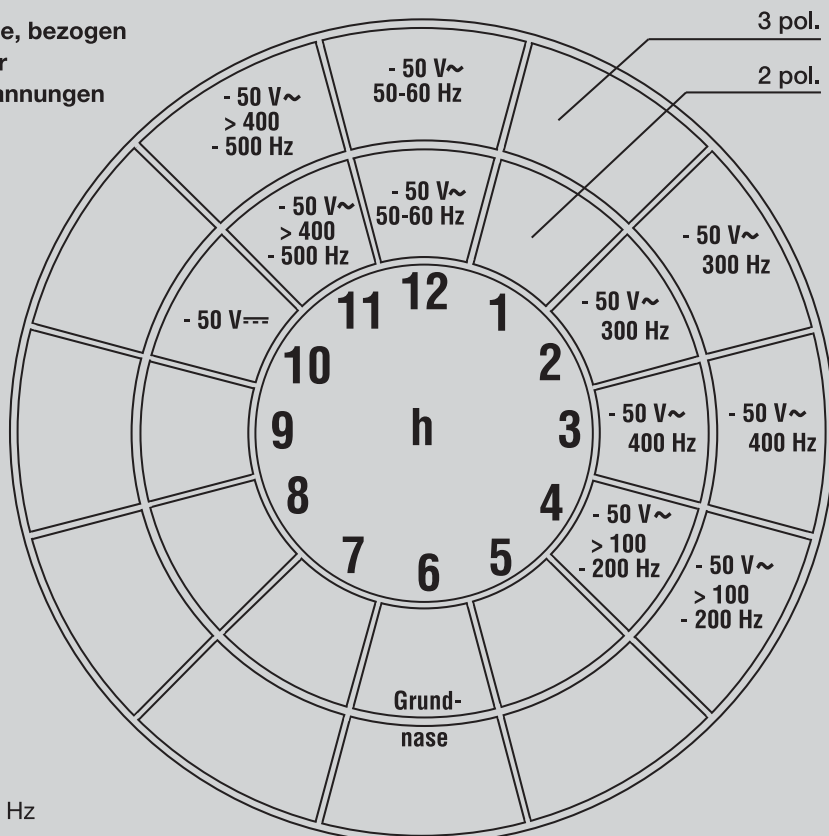 e, bezogen
r
nnungen
3 pol.
2 pol.
- 50 V~
50-60 Hz
- 50 V~
> 400
- 500 Hz
- 50 V~
50-60 Hz
- 50 V~
> 400
- 500 Hz
- 50 V~
300 Hz
- 50 V~
300 Hz
- 50 V⎓
12
11
1
10
2
9
h
3
- 50 V~
400 Hz
- 50 V~
400 Hz
8
4
- 50 V~
> 100
- 200 Hz
- 50 V~
> 100
- 200 Hz
7
6
5
Grund-
nase
Hz